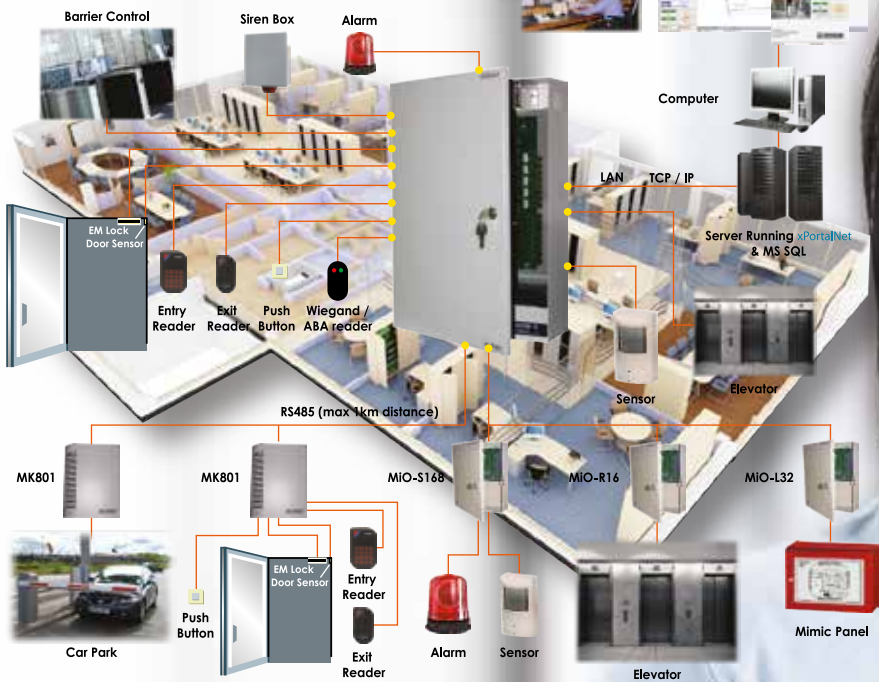 Barrier Control
Siren Box
Alarm
Computer
LAN
TCP / IP
Server Running xPortalNet
& MS SQL
EM Lock
Door Sensor
Entry
Reader
Exit
Reader
Push
Button
Wiegand /
ABA reader
Sensor
Elevator
RS485 (max 1km distance)
MK801
MK801
MiO-S168
MiO-R16
MiO-L32
EM Lock
Door Sensor
Car Park
Push
Button
Entry
Reader
Exit
Reader
Alarm
Sensor
Elevator
Mimic Panel